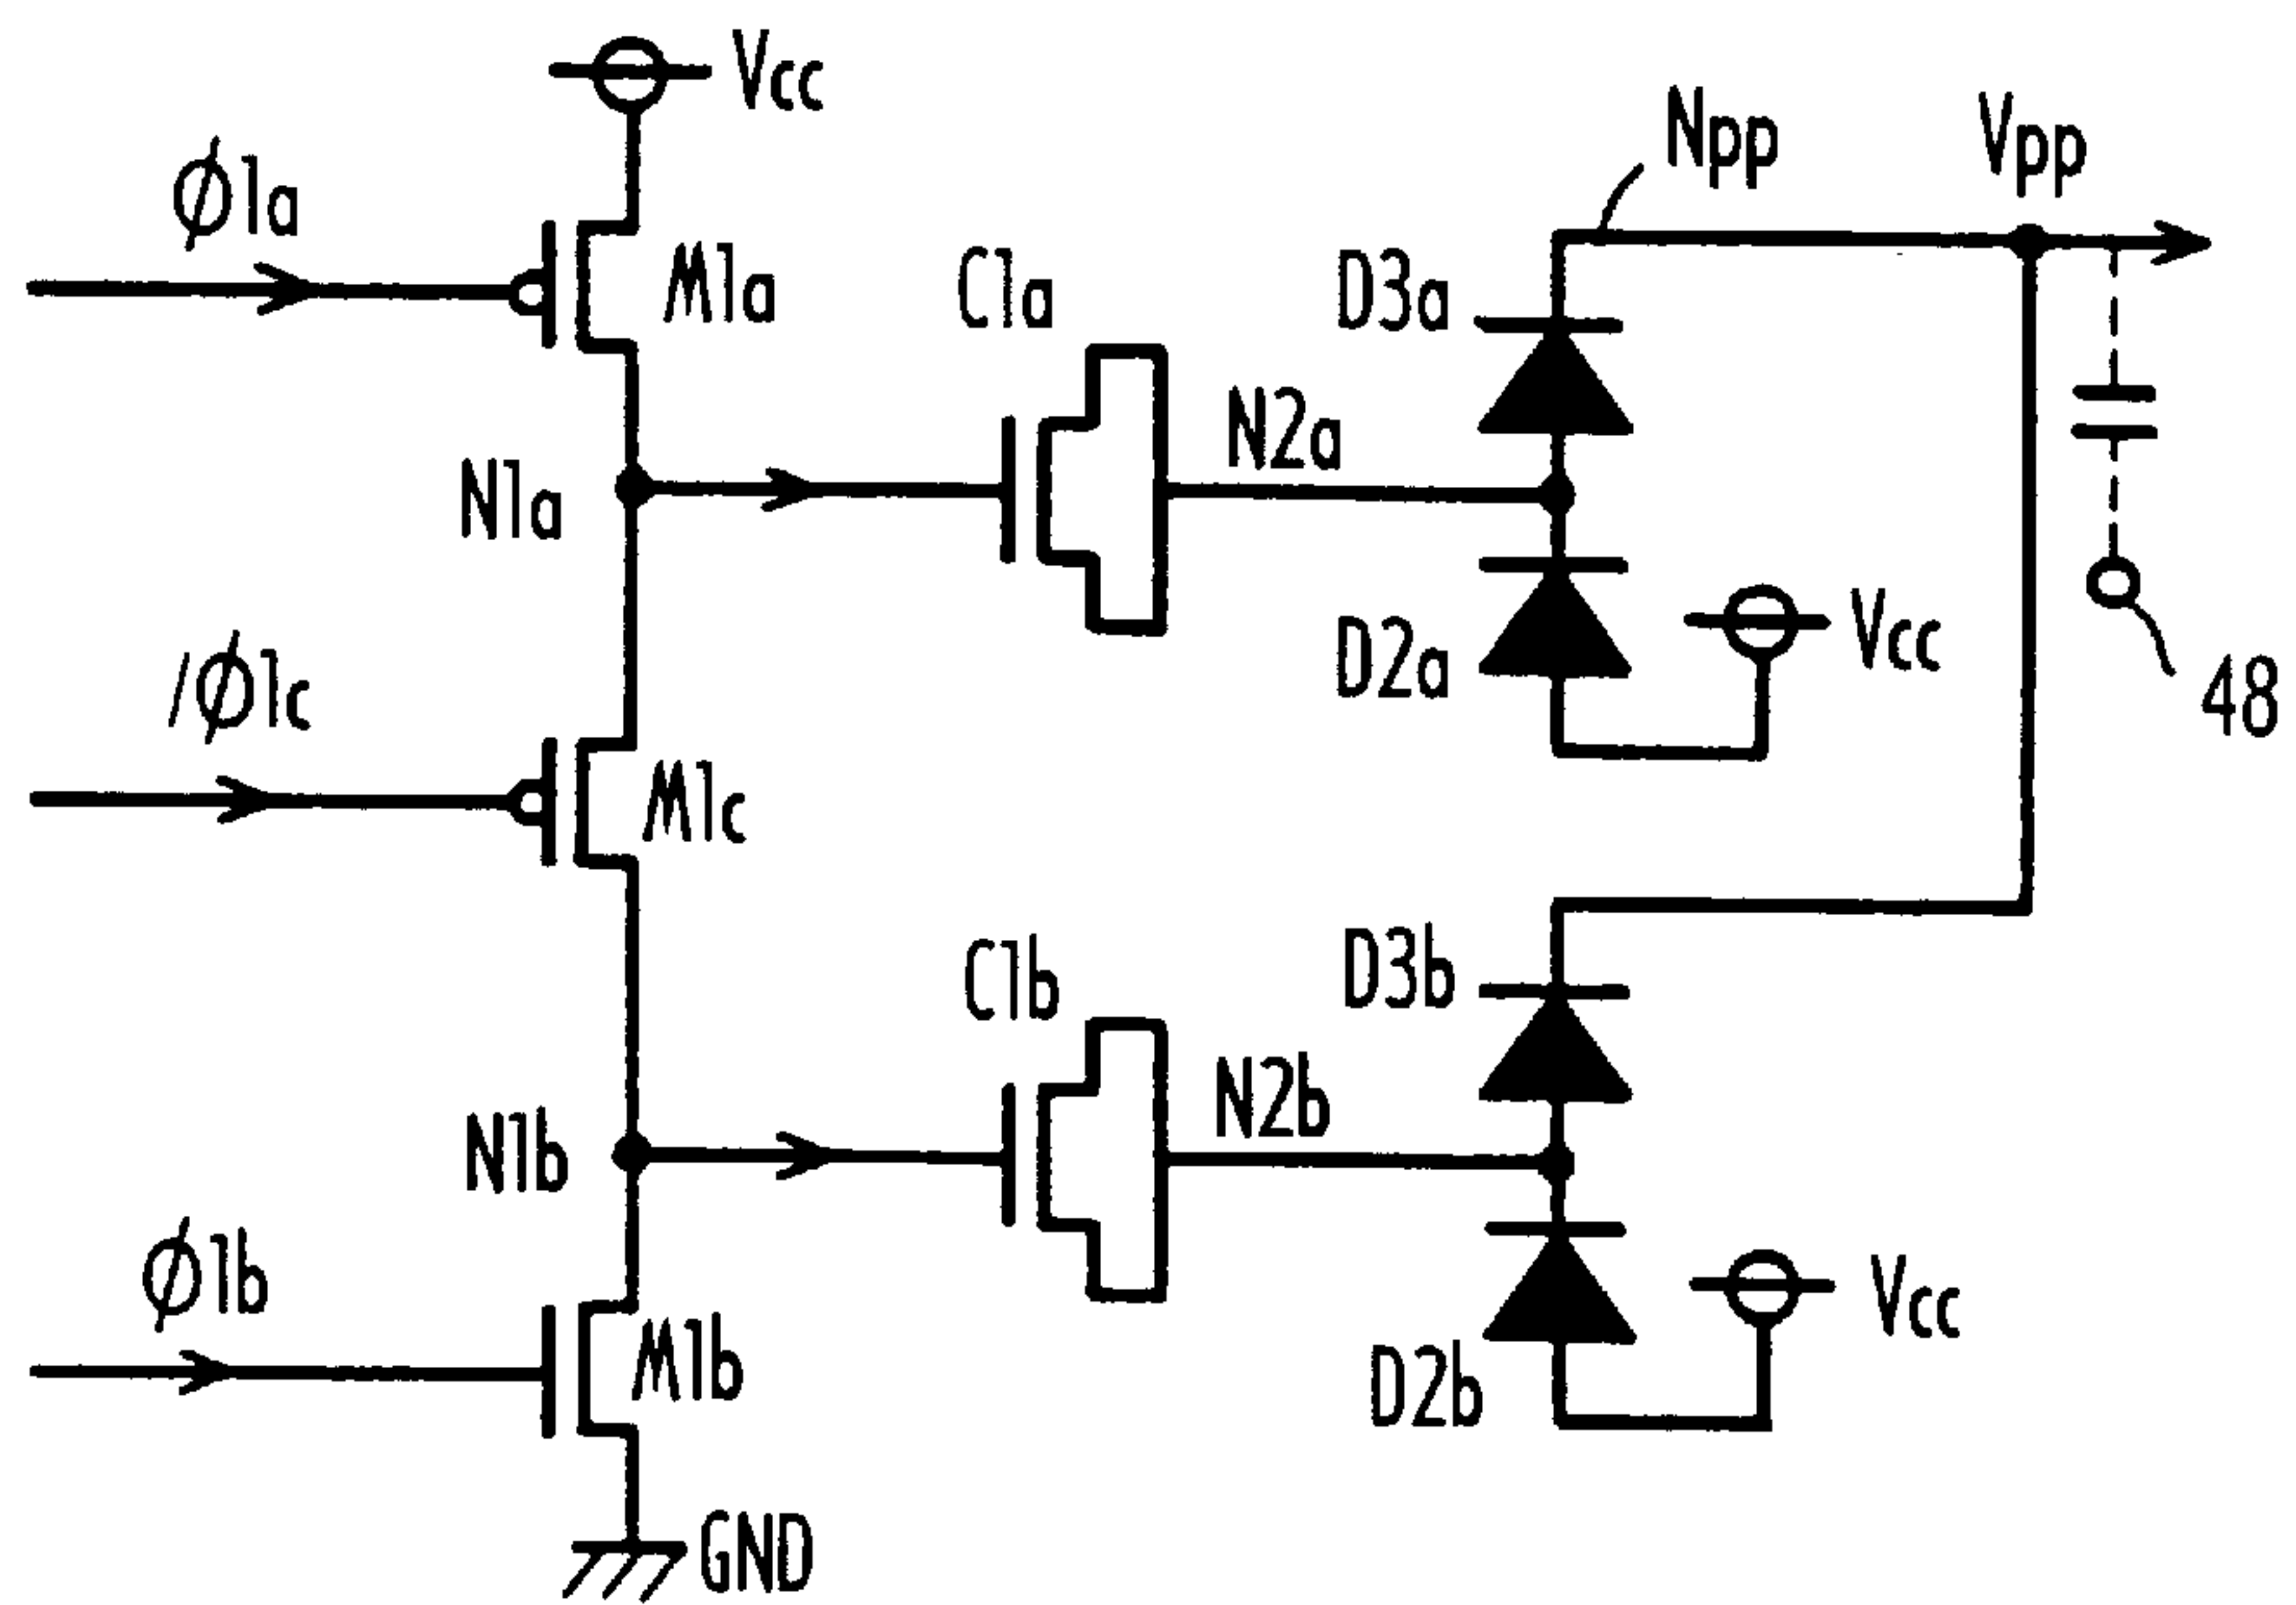 Vcc
Npp
Vpp
Ø1a
M1a
C1a
D3a
N2a
N1a
D2a
Vcc
48
/Ø1c
M1c
C1b
D3b
N2b
N1b
Ø1b
M1b
D2b
Vcc
GND